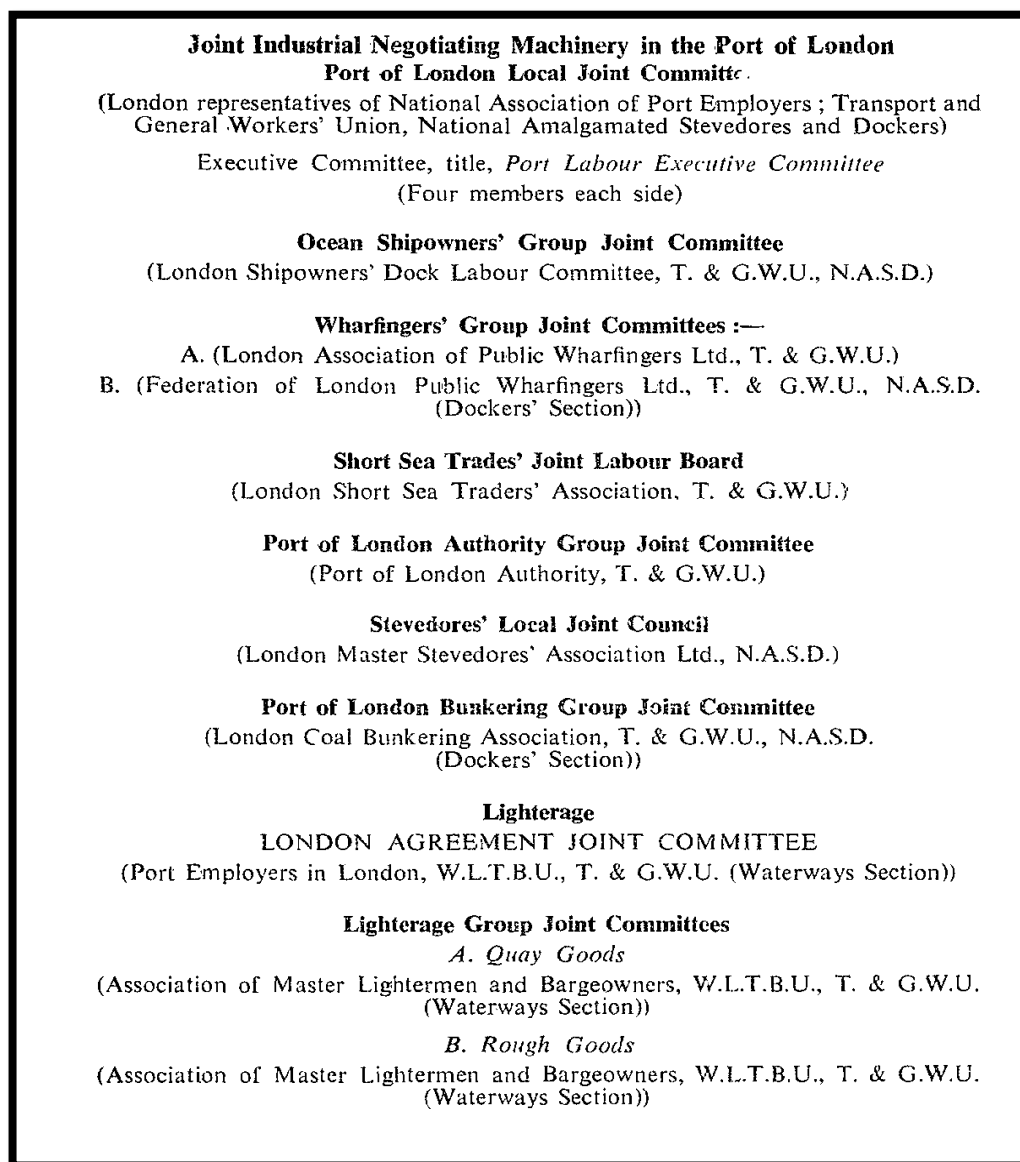 Joint Industrial Negotiating Machinery in the Port of London
Port of London Local Joint Committe
(London representatives of National Association of Port Employers ; Transport and
General Workers' Union, National Amalgamated Stevedores and Dockers)
Executive Committee, title, Port Labour Executive Committee
(Four members each side)
Ocean Shipowners' Group Joint Committee
(London Shipowners' Dock Labour Committee, T. & G.W.U., N.A.S.D.)
Wharfingers' Group Joint Committees :—
A. (London Association of Public Wharfingers Ltd., T. & G.W.U.)
B. (Federation of London Public Wharfingers Ltd., T. & G.W.U., N.A.S.D.
(Dockers' Section))
Short Sea Trades' Joint Labour Board
(London Short Sea Traders' Association, T. & G.W.U.)
Port of London Authority Group Joint Committee
(Port of London Authority, T. & G.W.U.)
Stevedores' Local Joint Council
(London Master Stevedores' Association Ltd., N.A.S.D.)
Port of London Bunkering Group Joint Committee
(London Coal Bunkering Association, T. & G.W.U., N.A.S.D.
(Dockers' Section))
Lighterage
LONDON AGREEMENT JOINT COMMITTEE
(Port Employers in London, W.L.T.B.U., T. & G.W.U. (Waterways Section))
Lighterage Group Joint Committees
A. Quay Goods
(Association of Master Lightermen and Bargeowners, W.L.T.B.U., T. & G.W.U.
(Waterways Section))
B. Rough Goods
(Association of Master Lightermen and Bargeowners, W.L.T.B.U., T. & G.W.U.
(Waterways Section))